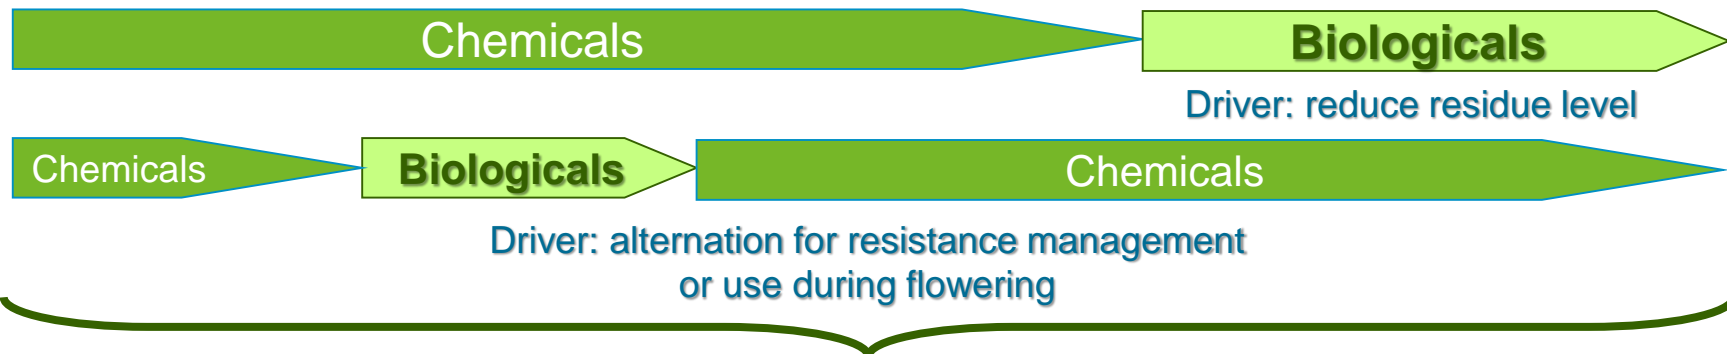 Chemicals
Biologicals
Driver: reduce residue level
Chemicals
Biologicals
Chemicals
Driver: alternation for resistance management
or use during flowering